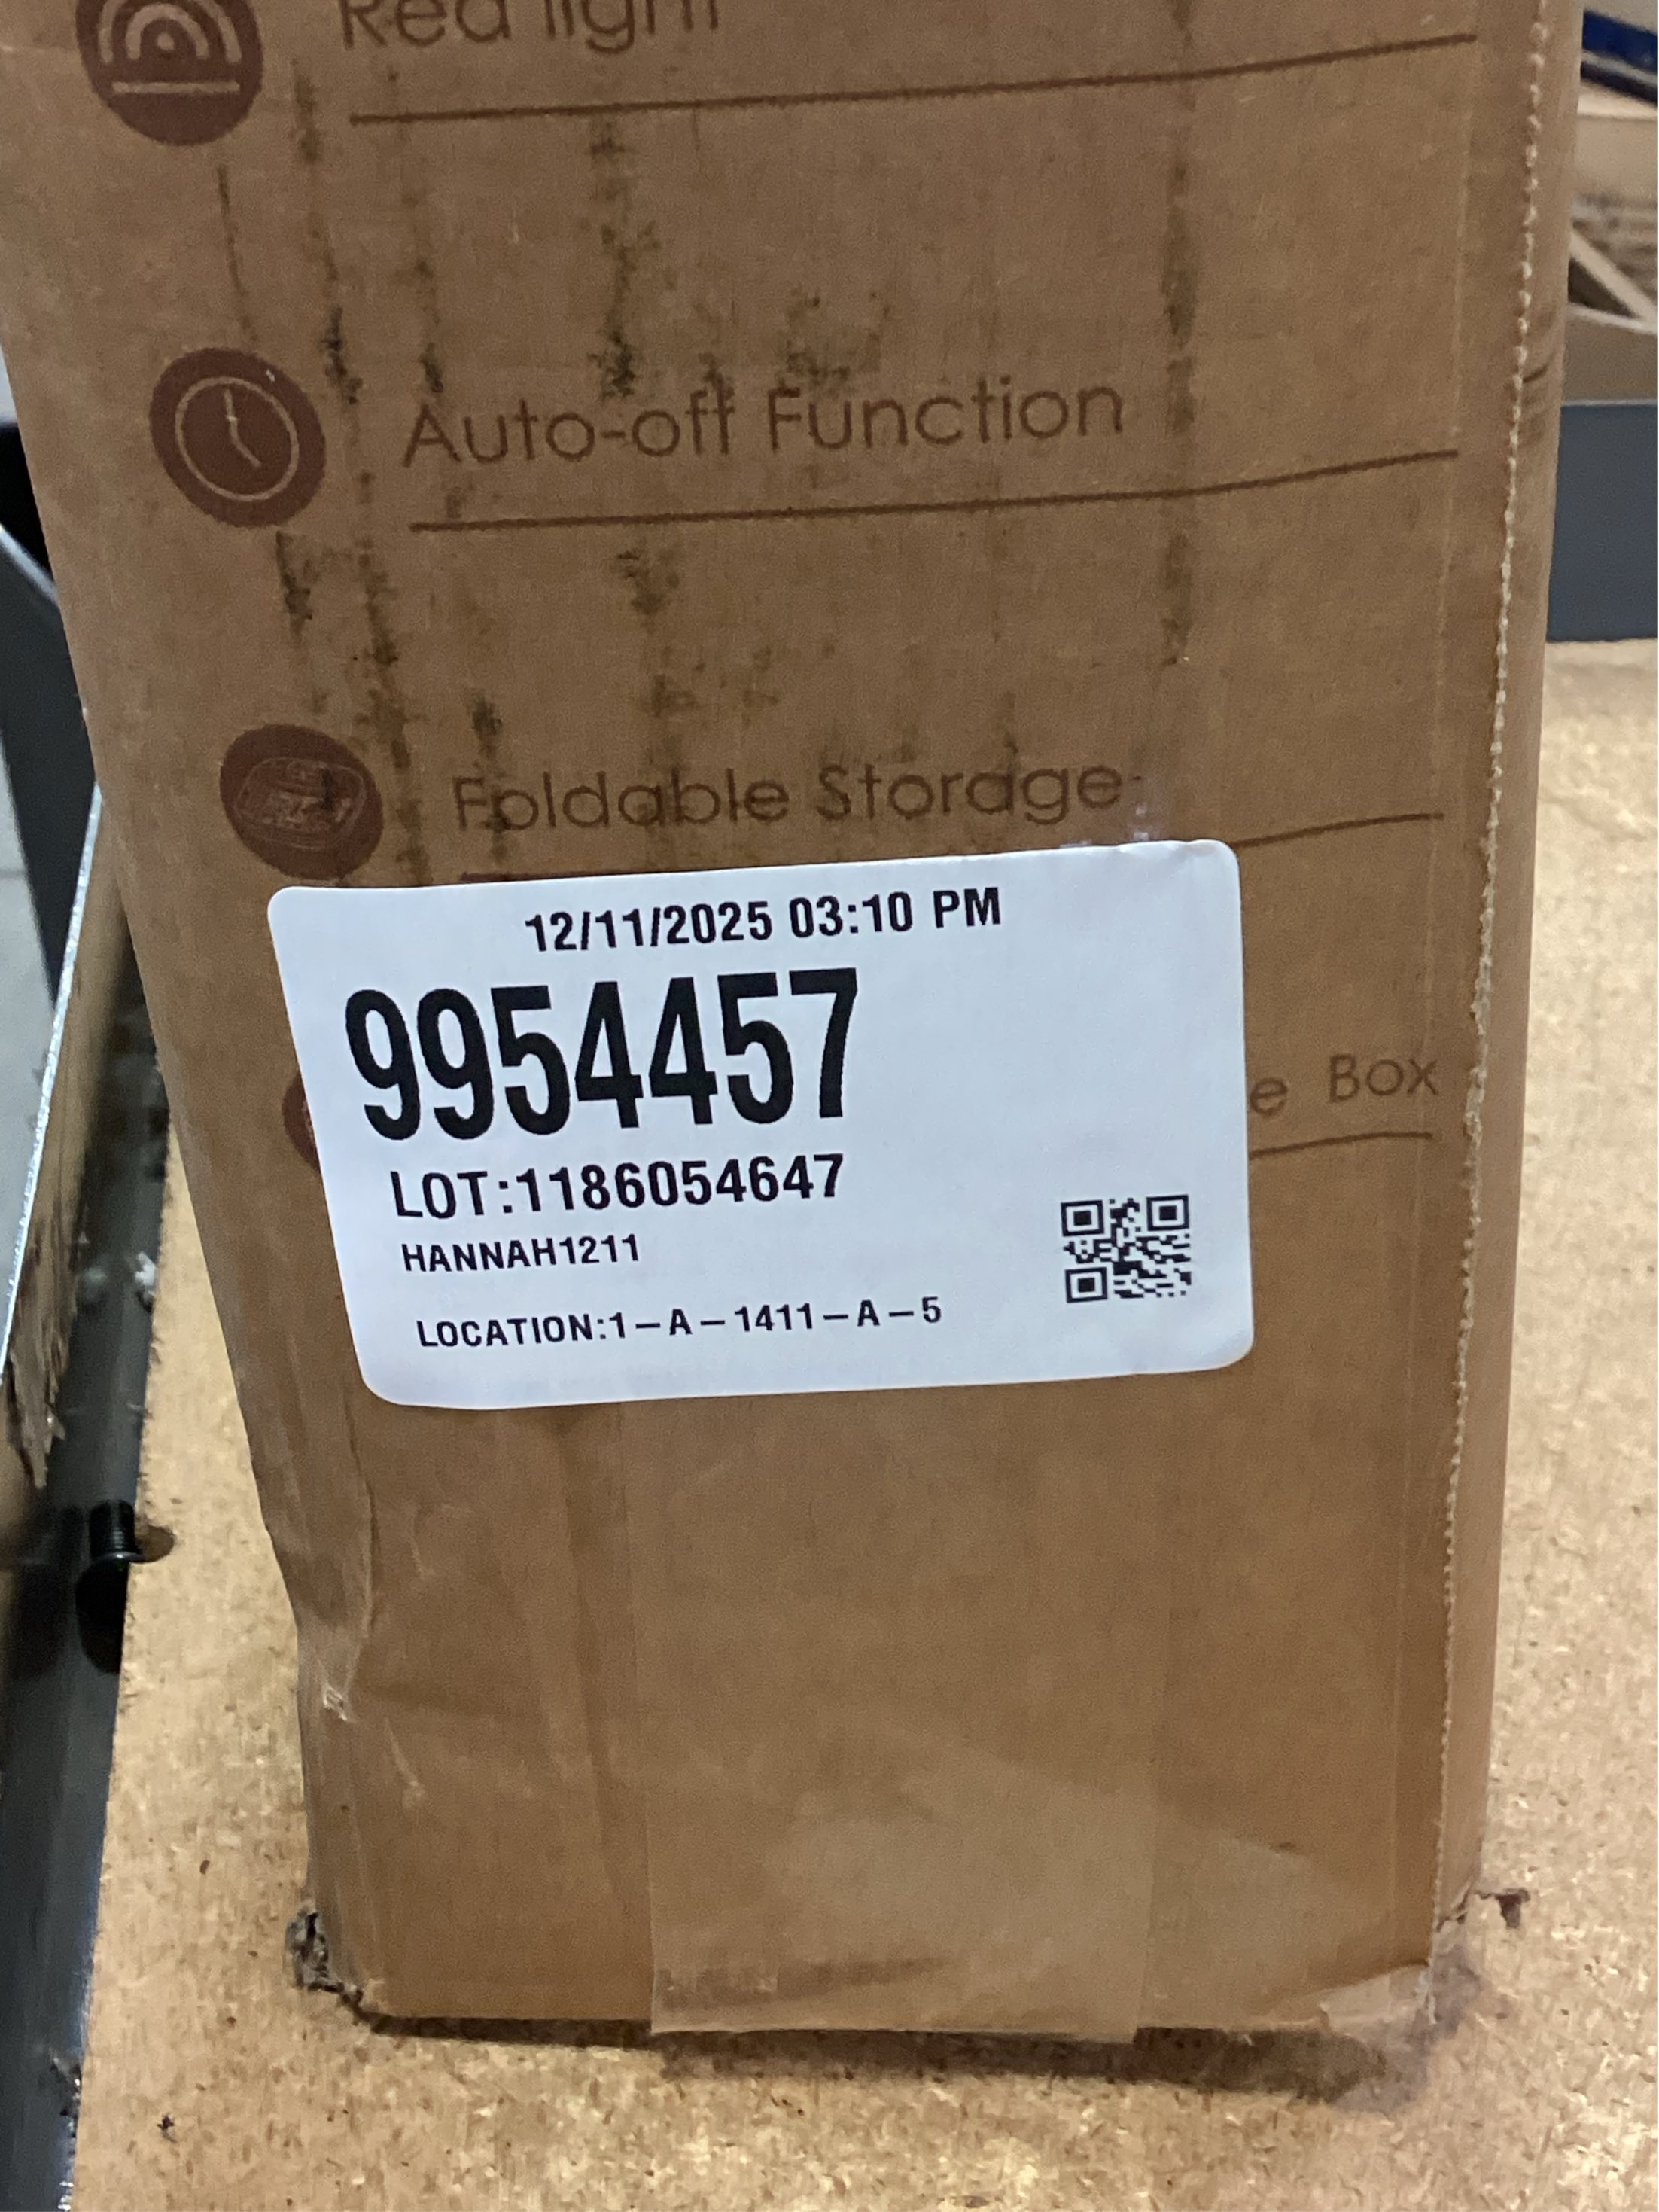 Red light
Auto-off Function
Foldable Storage
12/11/2025 03:10 PM
9954457
Box
LOT:1186054647
HANNAH1211
LOCATION:1-A-1411-A-5